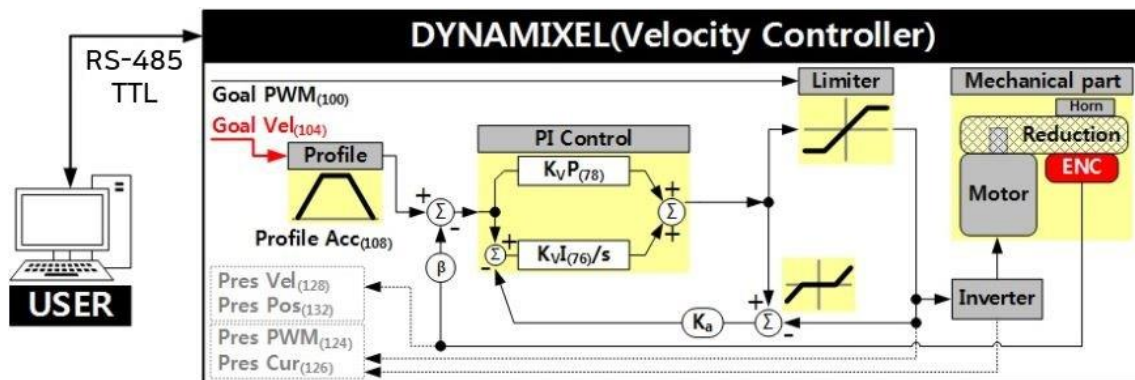 DYNAMIXEL(Velocity Controller)
RS-485
TTL
Goal PWM(100)
Goal Vel(104)
Profile
Profile Acc(108)
PI Control
KVP(78)
KVI(76)/s
Σ
Σ
Σ
Σ
+
-
+
-
+
+
+
-
β
Ka
Limiter
Mechanical part
Horn
Reduction
ENC
Motor
Inverter
Pres Vel(128)
Pres Pos(132)
Pres PWM(124)
Pres Cur(126)
USER